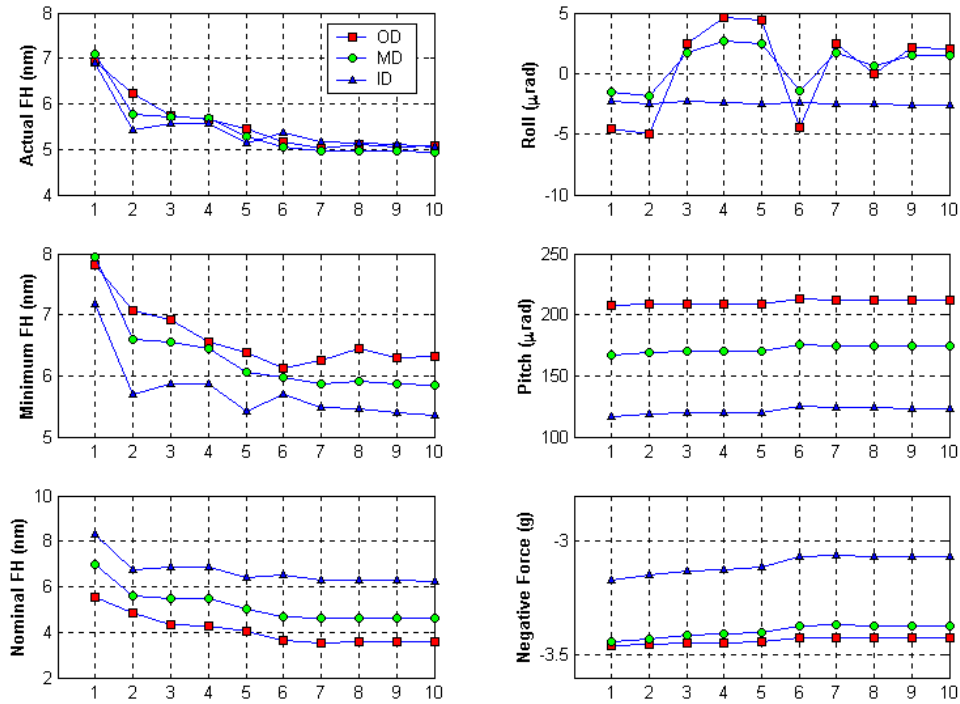 Actual FH (nm)
8
7
6
5
4
1 2 3 4 5 6 7 8 9 10
OD
MD
ID
Roll (μrad)
5
0
-5
-10
1 2 3 4 5 6 7 8 9 10
Minimum FH (nm)
8
7
6
5
1 2 3 4 5 6 7 8 9 10
Pitch (μrad)
250
200
150
100
1 2 3 4 5 6 7 8 9 10
Nominal FH (nm)
10
8
6
4
2
1 2 3 4 5 6 7 8 9 10
Negative Force (g)
-3
-3.5
1 2 3 4 5 6 7 8 9 10